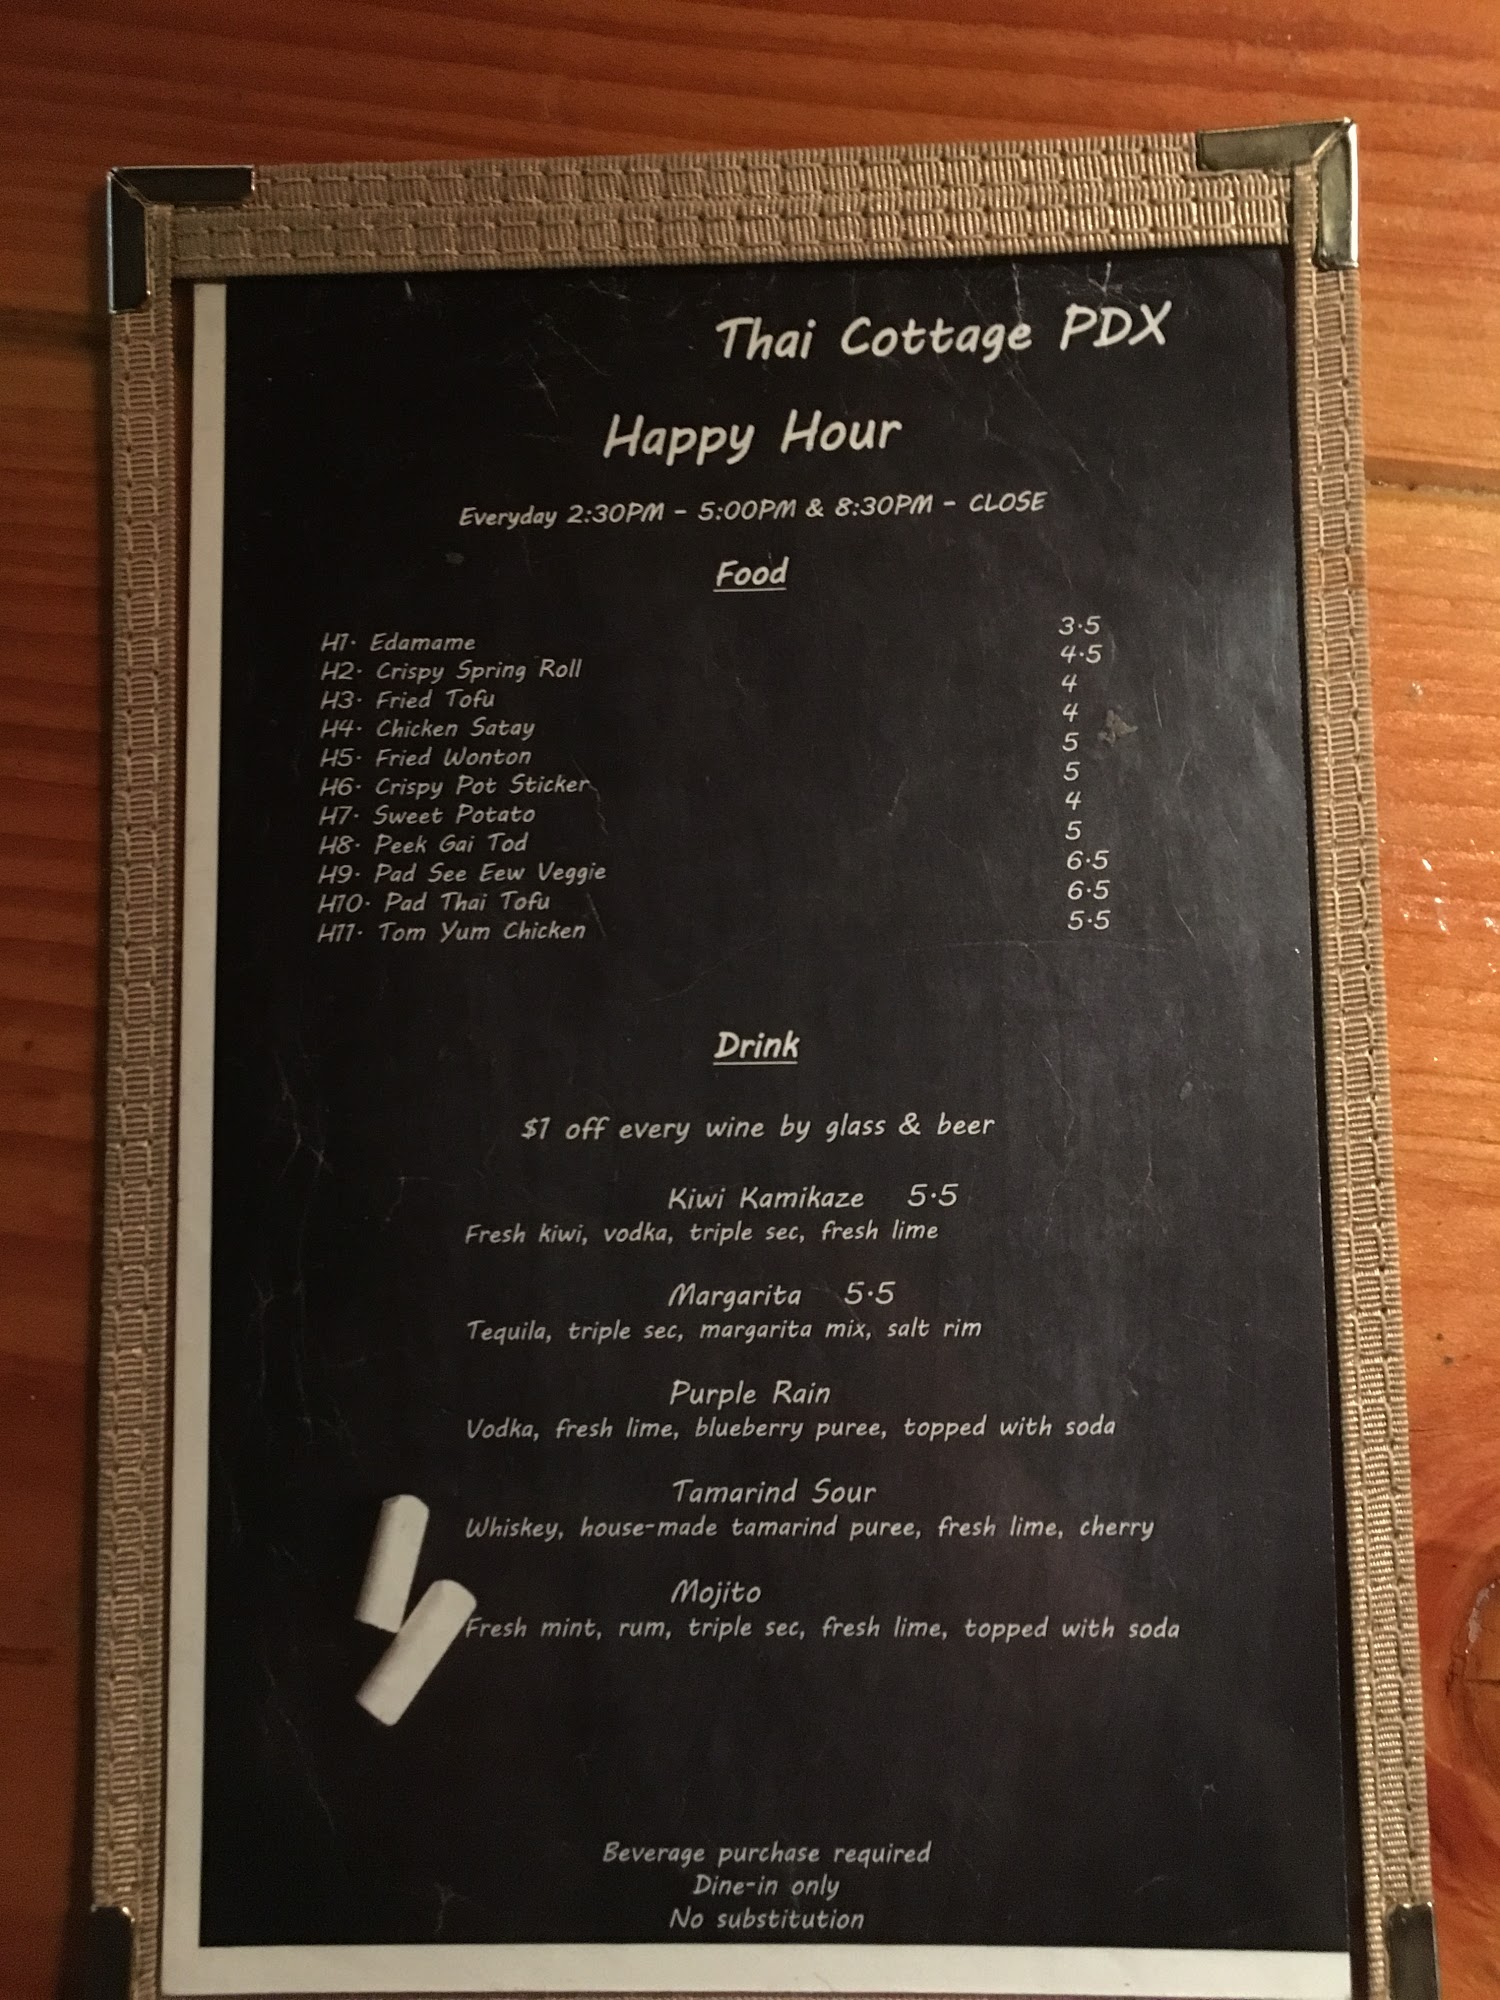 Thai Cottage PDX
Happy Hour
Everyday 2:30PM - 5:00PM & 8:30PM - CLOSE
Food
H1. Edamame 3.5
H2. Crispy Spring Roll 4.5
H3. Fried Tofu 4
H4. Chicken Satay 4
H5. Fried Wonton 5
H6. Crispy Pot Sticker 5
H7. Sweet Potato 4
H8. Peek Gai Tod 5
H9. Pad See Eew Veggie 6.5
H10. Pad Thai Tofu 6.5
H11. Tom Yum Chicken 5.5
Drink
$1 off every wine by glass & beer
Kiwi Kamikaze 5.5
Fresh kiwi, vodka, triple sec, fresh lime
Margarita 5.5
Tequila, triple sec, margarita mix, salt rim
Purple Rain
Vodka, fresh lime, blueberry puree, topped with soda
Tamarind Sour
Whiskey, house-made tamarind puree, fresh lime, cherry
Mojito
Fresh mint, rum, triple sec, fresh lime, topped with soda
Beverage purchase required
Dine-in only
No substitution